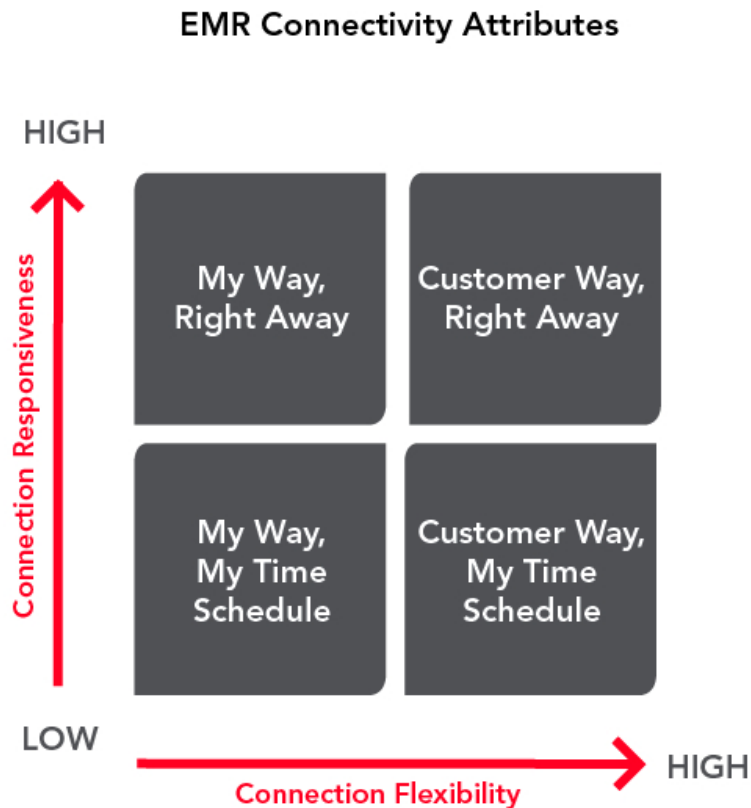 EMR Connectivity Attributes
HIGH
Connection Responsiveness
My Way,
Right Away
Customer Way,
Right Away
My Way,
My Time
Schedule
Customer Way,
My Time
Schedule
LOW
HIGH
Connection Flexibility